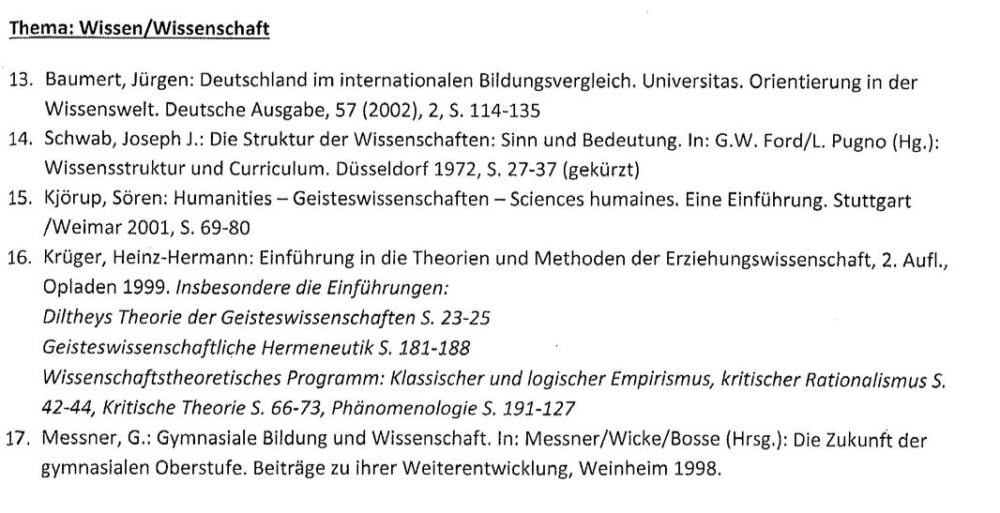 Thema: Wissen/Wissenschaft
13. Baumert, Jürgen: Deutschland im internationalen Bildungsvergleich. Universitas. Orientierung in der
Wissenswelt. Deutsche Ausgabe, 57 (2002), 2, S. 114-135
14. Schwab, Joseph J.: Die Struktur der Wissenschaften: Sinn und Bedeutung. In: G.W. Ford/L. Pugno (Hg.):
Wissensstruktur und Curriculum. Düsseldorf 1972, S. 27-37 (gekürzt)
15. Kjörup, Sören: Humanities – Geisteswissenschaften – Sciences humaines. Eine Einführung. Stuttgart
/Weimar 2001, S. 69-80
16. Krüger, Heinz-Hermann: Einführung in die Theorien und Methoden der Erziehungswissenschaft, 2. Aufl.,
Opladen 1999. Insbesondere die Einführungen:
Diltheys Theorie der Geisteswissenschaften S. 23-25
Geisteswissenschaftliche Hermeneutik S. 181-188
Wissenschaftstheoretisches Programm: Klassischer und logischer Empirismus, kritischer Rationalismus S.
42-44, Kritische Theorie S. 66-73, Phänomenologie S. 191-127
17. Messner, G.: Gymnasiale Bildung und Wissenschaft. In: Messner/Wicke/Bosse (Hrsg.): Die Zukunft der
gymnasialen Oberstufe. Beiträge zu ihrer Weiterentwicklung, Weinheim 1998.